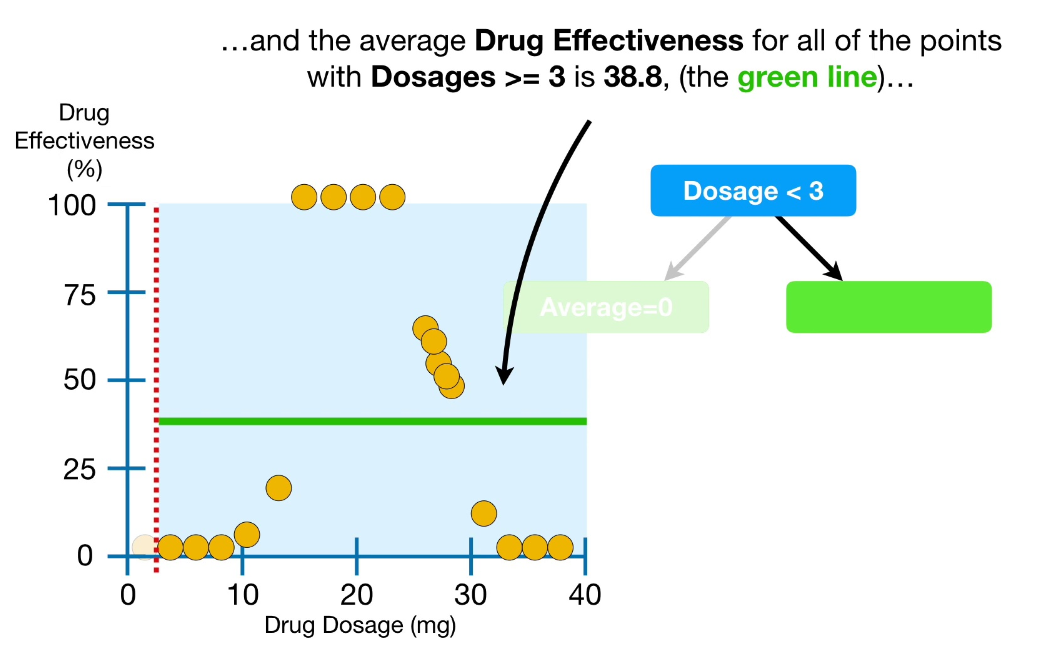 …and the average Drug Effectiveness for all of the points
with Dosages >= 3 is 38.8, (the green line)…
Drug
Effectiveness
(%)
100
75
50
25
0
0 10 20 30 40
Drug Dosage (mg)
Dosage < 3
Average=0